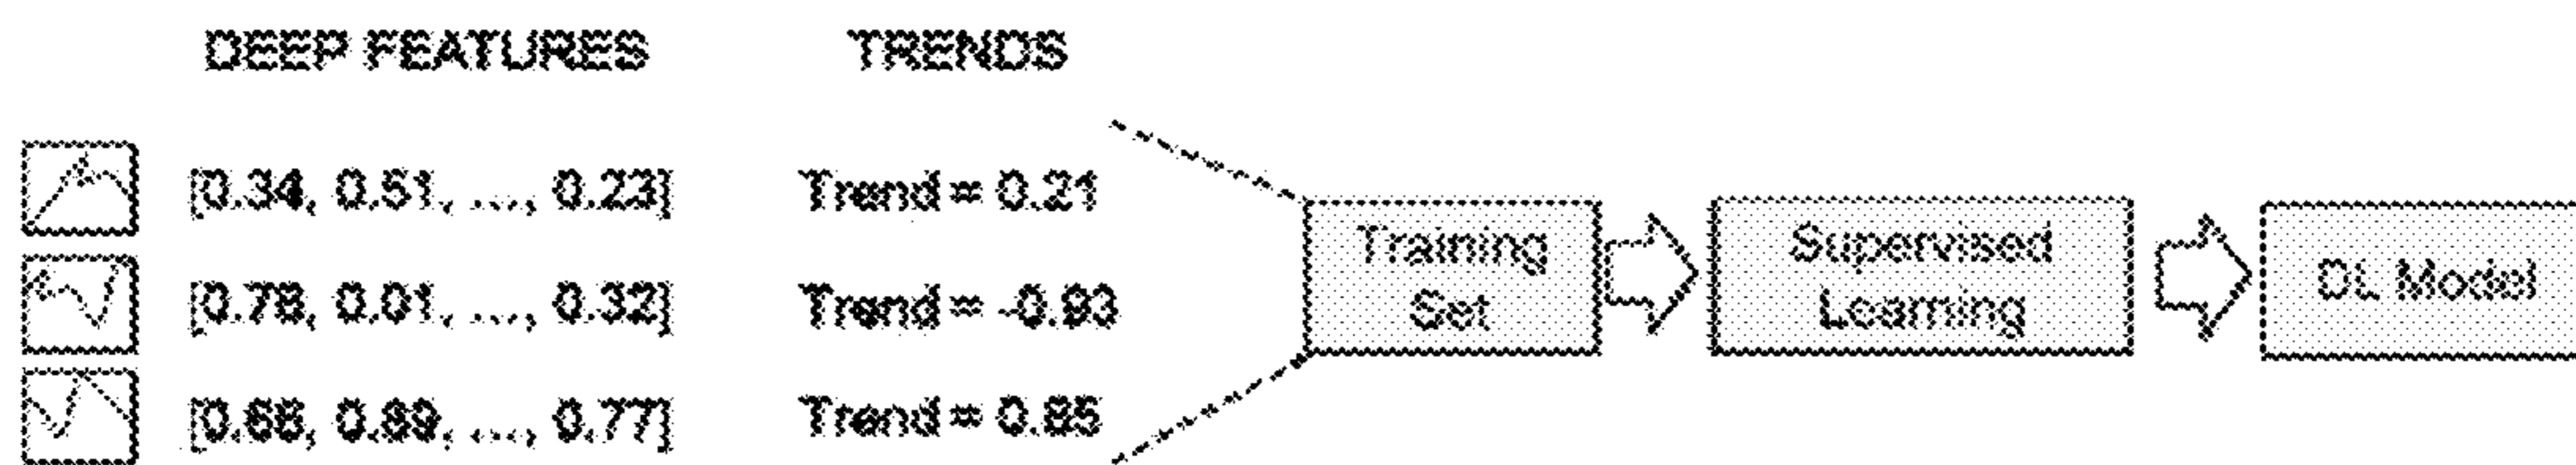 DEEP FEATURES TRENDS
[0.34, 0.51, ..., 0.23] Trend = 0.21
[0.78, 0.01, ..., 0.32] Trend = -0.93
[0.68, 0.89, ..., 0.77] Trend = 0.85
Training
Set
Supervised
Learning
DL Model